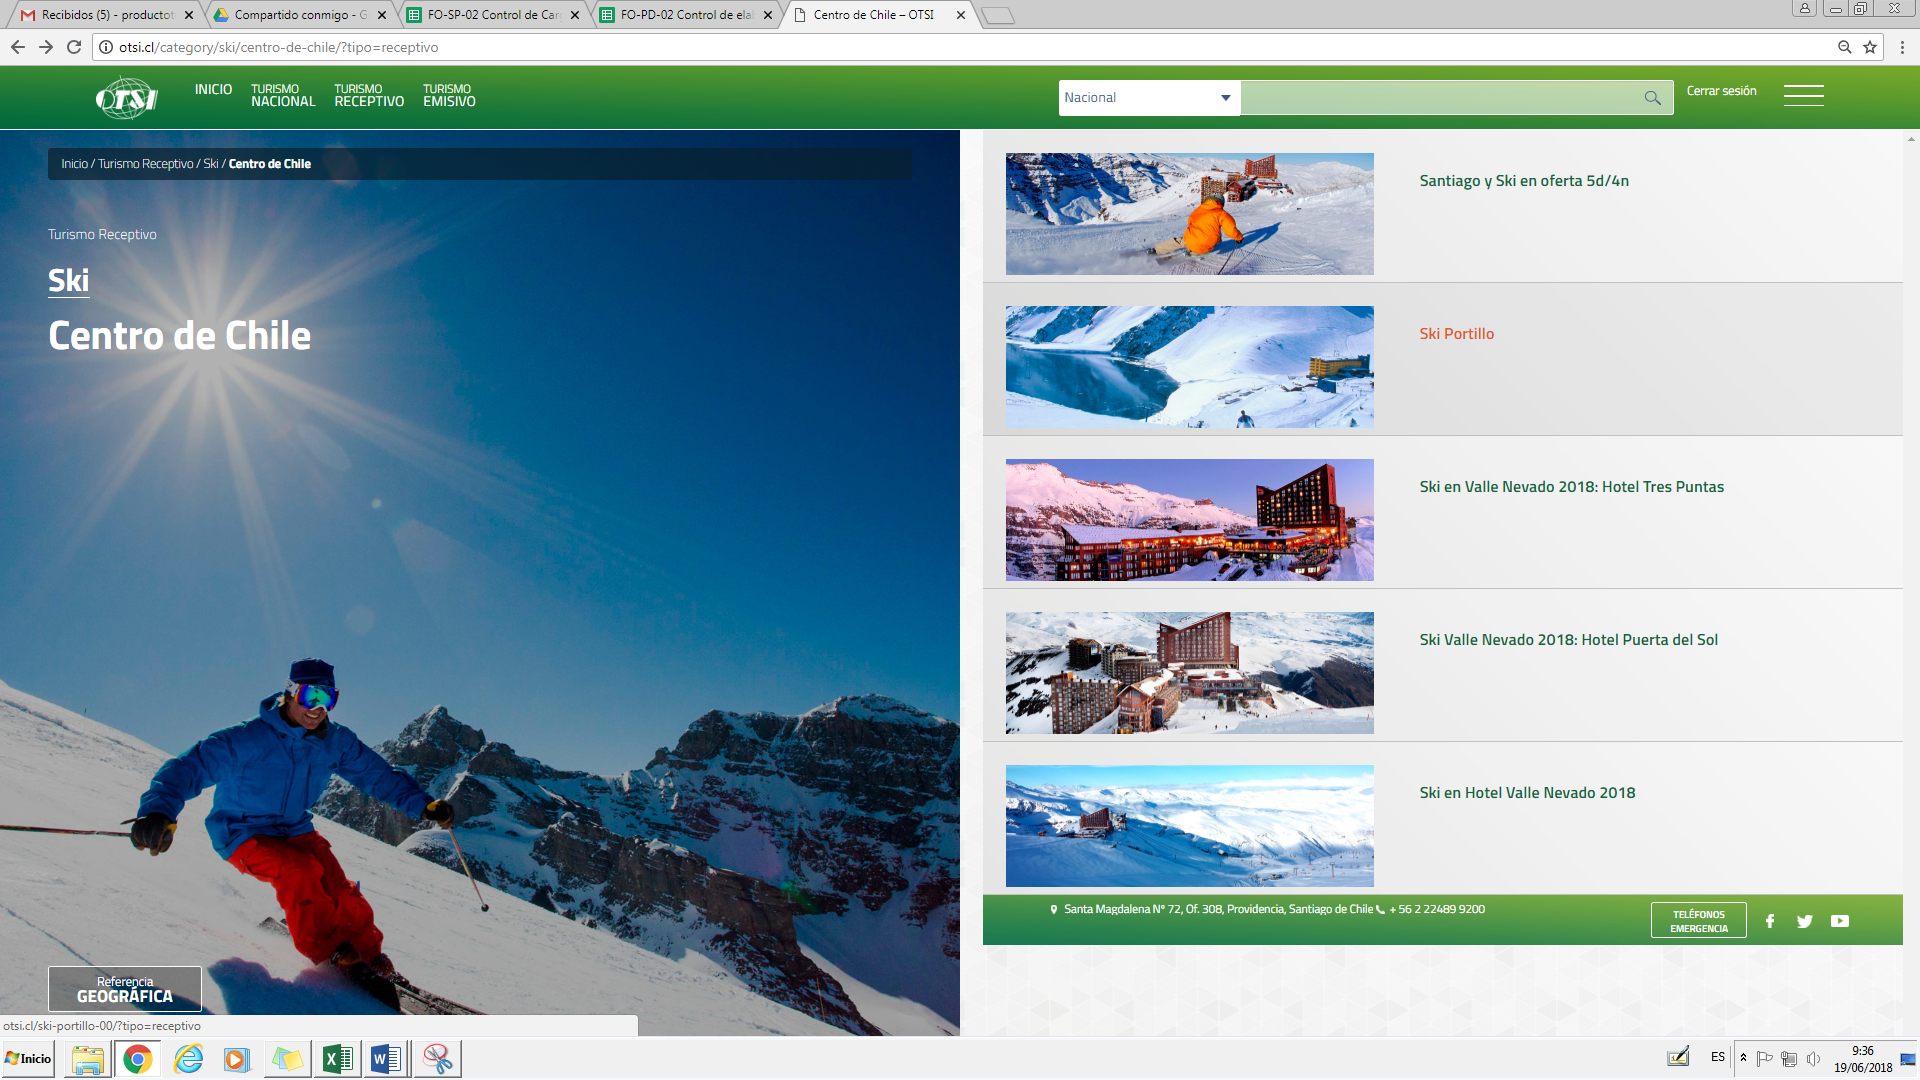 Recibidos (5) - productot
Compartido conmigo - G
FO-SP-02 Control de Car
FO-PD-02 Control de elal
Centro de Chile – OTSI
otsi.cl/category/ski/centro-de-chile/?tipo=receptivo
OTSI
INICIO
TURISMO
NACIONAL
TURISMO
RECEPTIVO
TURISMO
EMISIVO
Nacional
Cerrar sesión
Inicio / Turismo Receptivo / Ski / Centro de Chile
Turismo Receptivo
Ski
Centro de Chile
Santiago y Ski en oferta 5d/4n
Ski Portillo
Ski en Valle Nevado 2018: Hotel Tres Puntas
Ski Valle Nevado 2018: Hotel Puerta del Sol
Ski en Hotel Valle Nevado 2018
Santa Magdalena Nº 72, Of. 308, Providencia, Santiago de Chile + 56 2 22489 9200
TELÉFONOS
EMERGENCIA
Referencia
GEOGRÁFICA
otsi.cl/ski-portillo-00/?tipo=receptivo
Inicio
ES
9:36
19/06/2018